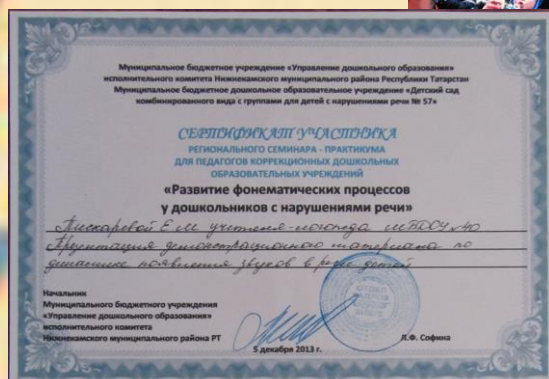 Муниципальное бюджетное учреждение «Управление дошкольного образования»
исполнительного комитета Нижнекамского муниципального района Республики Татарстан
Муниципальное бюджетное дошкольное образовательное учреждение «Детский сад
комбинированного вида с группами для детей с нарушениями речи № 57»
СЕРТИФИКАТ УЧАСТНИКА
РЕГИОНАЛЬНОГО СЕМИНАРА - ПРАКТИКУМА
ДЛЯ ПЕДАГОГОВ КОРРЕКЦИОННЫХ ДОШКОЛЬНЫХ
ОБРАЗОВАТЕЛЬНЫХ УЧРЕЖДЕНИЙ
«Развитие фонематических процессов
у дошкольников с нарушениями речи»
Пискаревой Е.М учителя-логопеда МБДОУ №40
Презентация демонстрационного материала по
динамике появления звуков в речи детей
Начальник
Муниципального бюджетного учреждения
«Управление дошкольного образования»
исполнительного комитета
Нижнекамского муниципального района РТ
Л.Ф. Софина
5 декабря 2013 г.